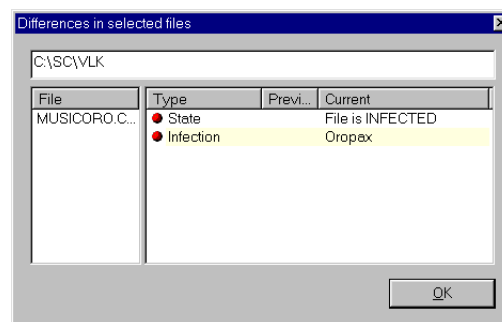 Differences in selected files
C:\SC\VLK
File Type Previ... Current
MUSICORO.C... State File is INFECTED
Infection Oropax
OK